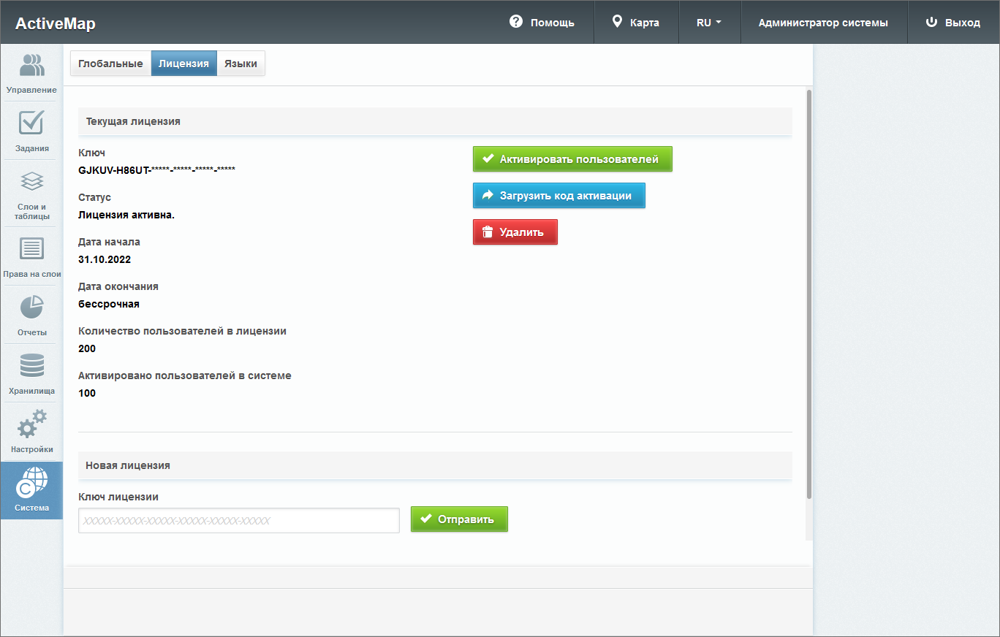 ActiveMap
Помощь
Карта
RU
Администратор системы
Выход
Управление
Задания
Слои и
таблицы
Права на слои
Отчеты
Хранилища
Настройки
Система
Глобальные
Лицензия
Языки
Текущая лицензия
Ключ
GJKUV-H86UT-*****-*****-*****-*****
Статус
Лицензия активна.
Дата начала
31.10.2022
Дата окончания
бессрочная
Количество пользователей в лицензии
200
Активировано пользователей в системе
100
Активировать пользователей
Загрузить код активации
Удалить
Новая лицензия
Ключ лицензии
XXXXX-XXXXX-XXXXX-XXXXX-XXXXX-XXXXX
Отправить